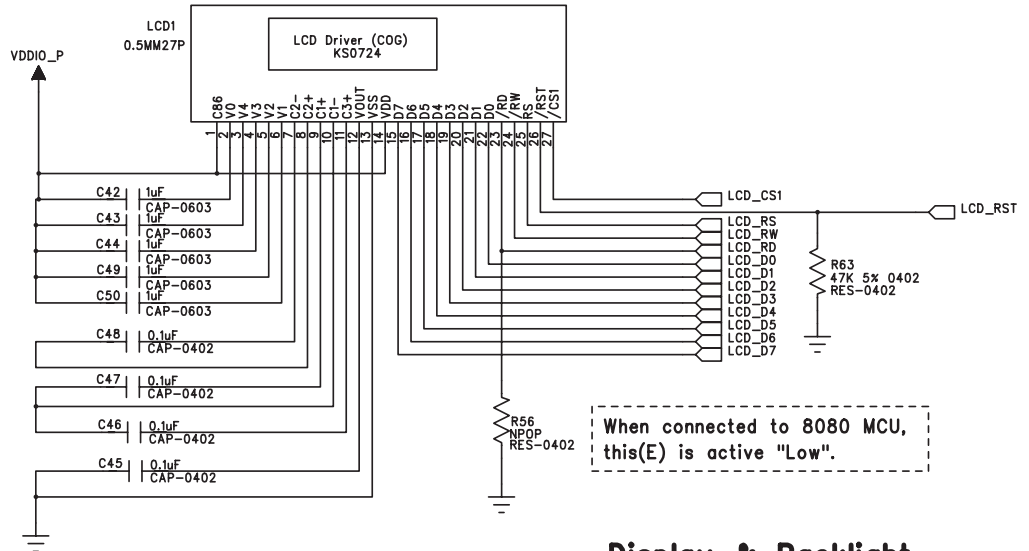 LCD1
0.5MM27P
LCD Driver (COG)
KS0724
VDDIO_P
C86
V0
V4
V3
V2
V1
C2-
C2+
C1+
C1-
C3+
VOUT
VSS
VDD
D7
D6
D5
D4
D3
D2
D1
D0
/RD
/RW
RS
/RST
/CS1
1
2
3
4
5
6
7
8
9
10
11
12
13
14
15
16
17
18
19
20
21
22
23
24
25
26
27
C42
1uF
CAP-0603
C43
1uF
CAP-0603
C44
1uF
CAP-0603
C49
1uF
CAP-0603
C50
1uF
CAP-0603
C48
0.1uF
CAP-0402
C47
0.1uF
CAP-0402
C46
0.1uF
CAP-0402
C45
0.1uF
CAP-0402
LCD_CS1
LCD_RST
LCD_RS
LCD_RW
LCD_RD
LCD_D0
LCD_D1
LCD_D2
LCD_D3
LCD_D4
LCD_D5
LCD_D6
LCD_D7
R63
47K 5% 0402
RES-0402
R56
NPOP
RES-0402
When connected to 8080 MCU,
this(E) is active "Low".
Display & Backlight